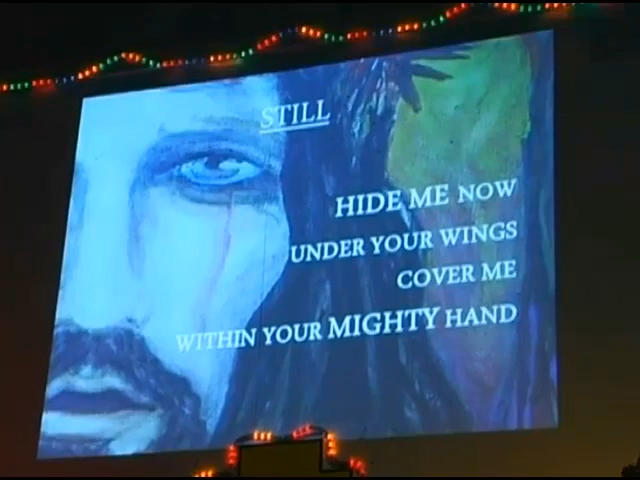 STILL
HIDE ME NOW
UNDER YOUR WINGS
COVER ME
WITHIN YOUR MIGHTY HAND